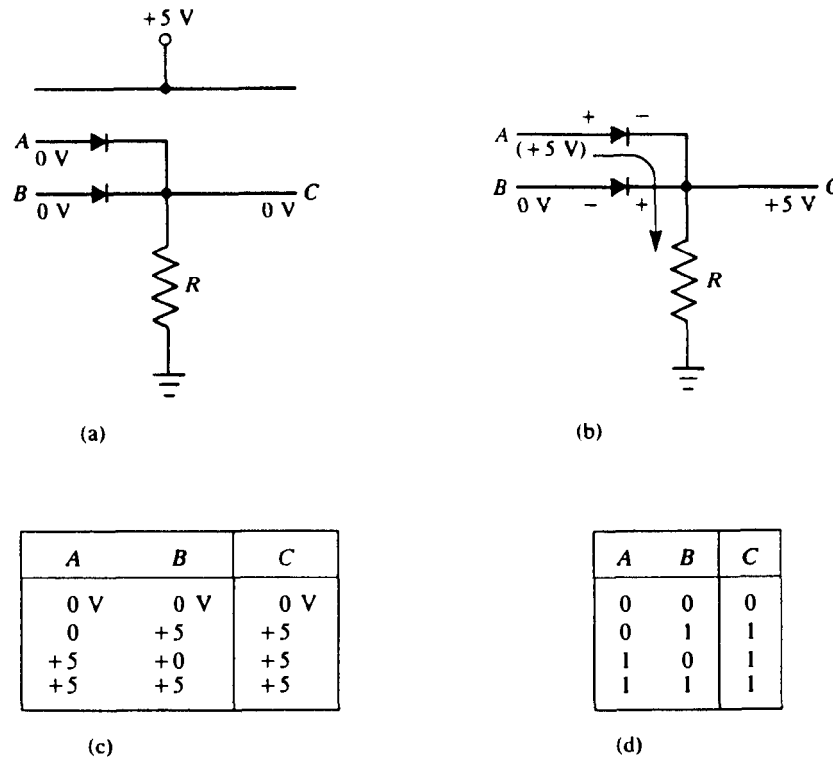 +5 V
A
0 V
B
0 V
0 V
C
R
(a)
+ −
A
(+5 V)
B
0 V
− +
+5 V
C
R
(b)
A B C
0 V 0 V 0 V
0 +5 +5
+5 +0 +5
+5 +5 +5
(c)
A B C
0 0 0
0 1 1
1 0 1
1 1 1
(d)